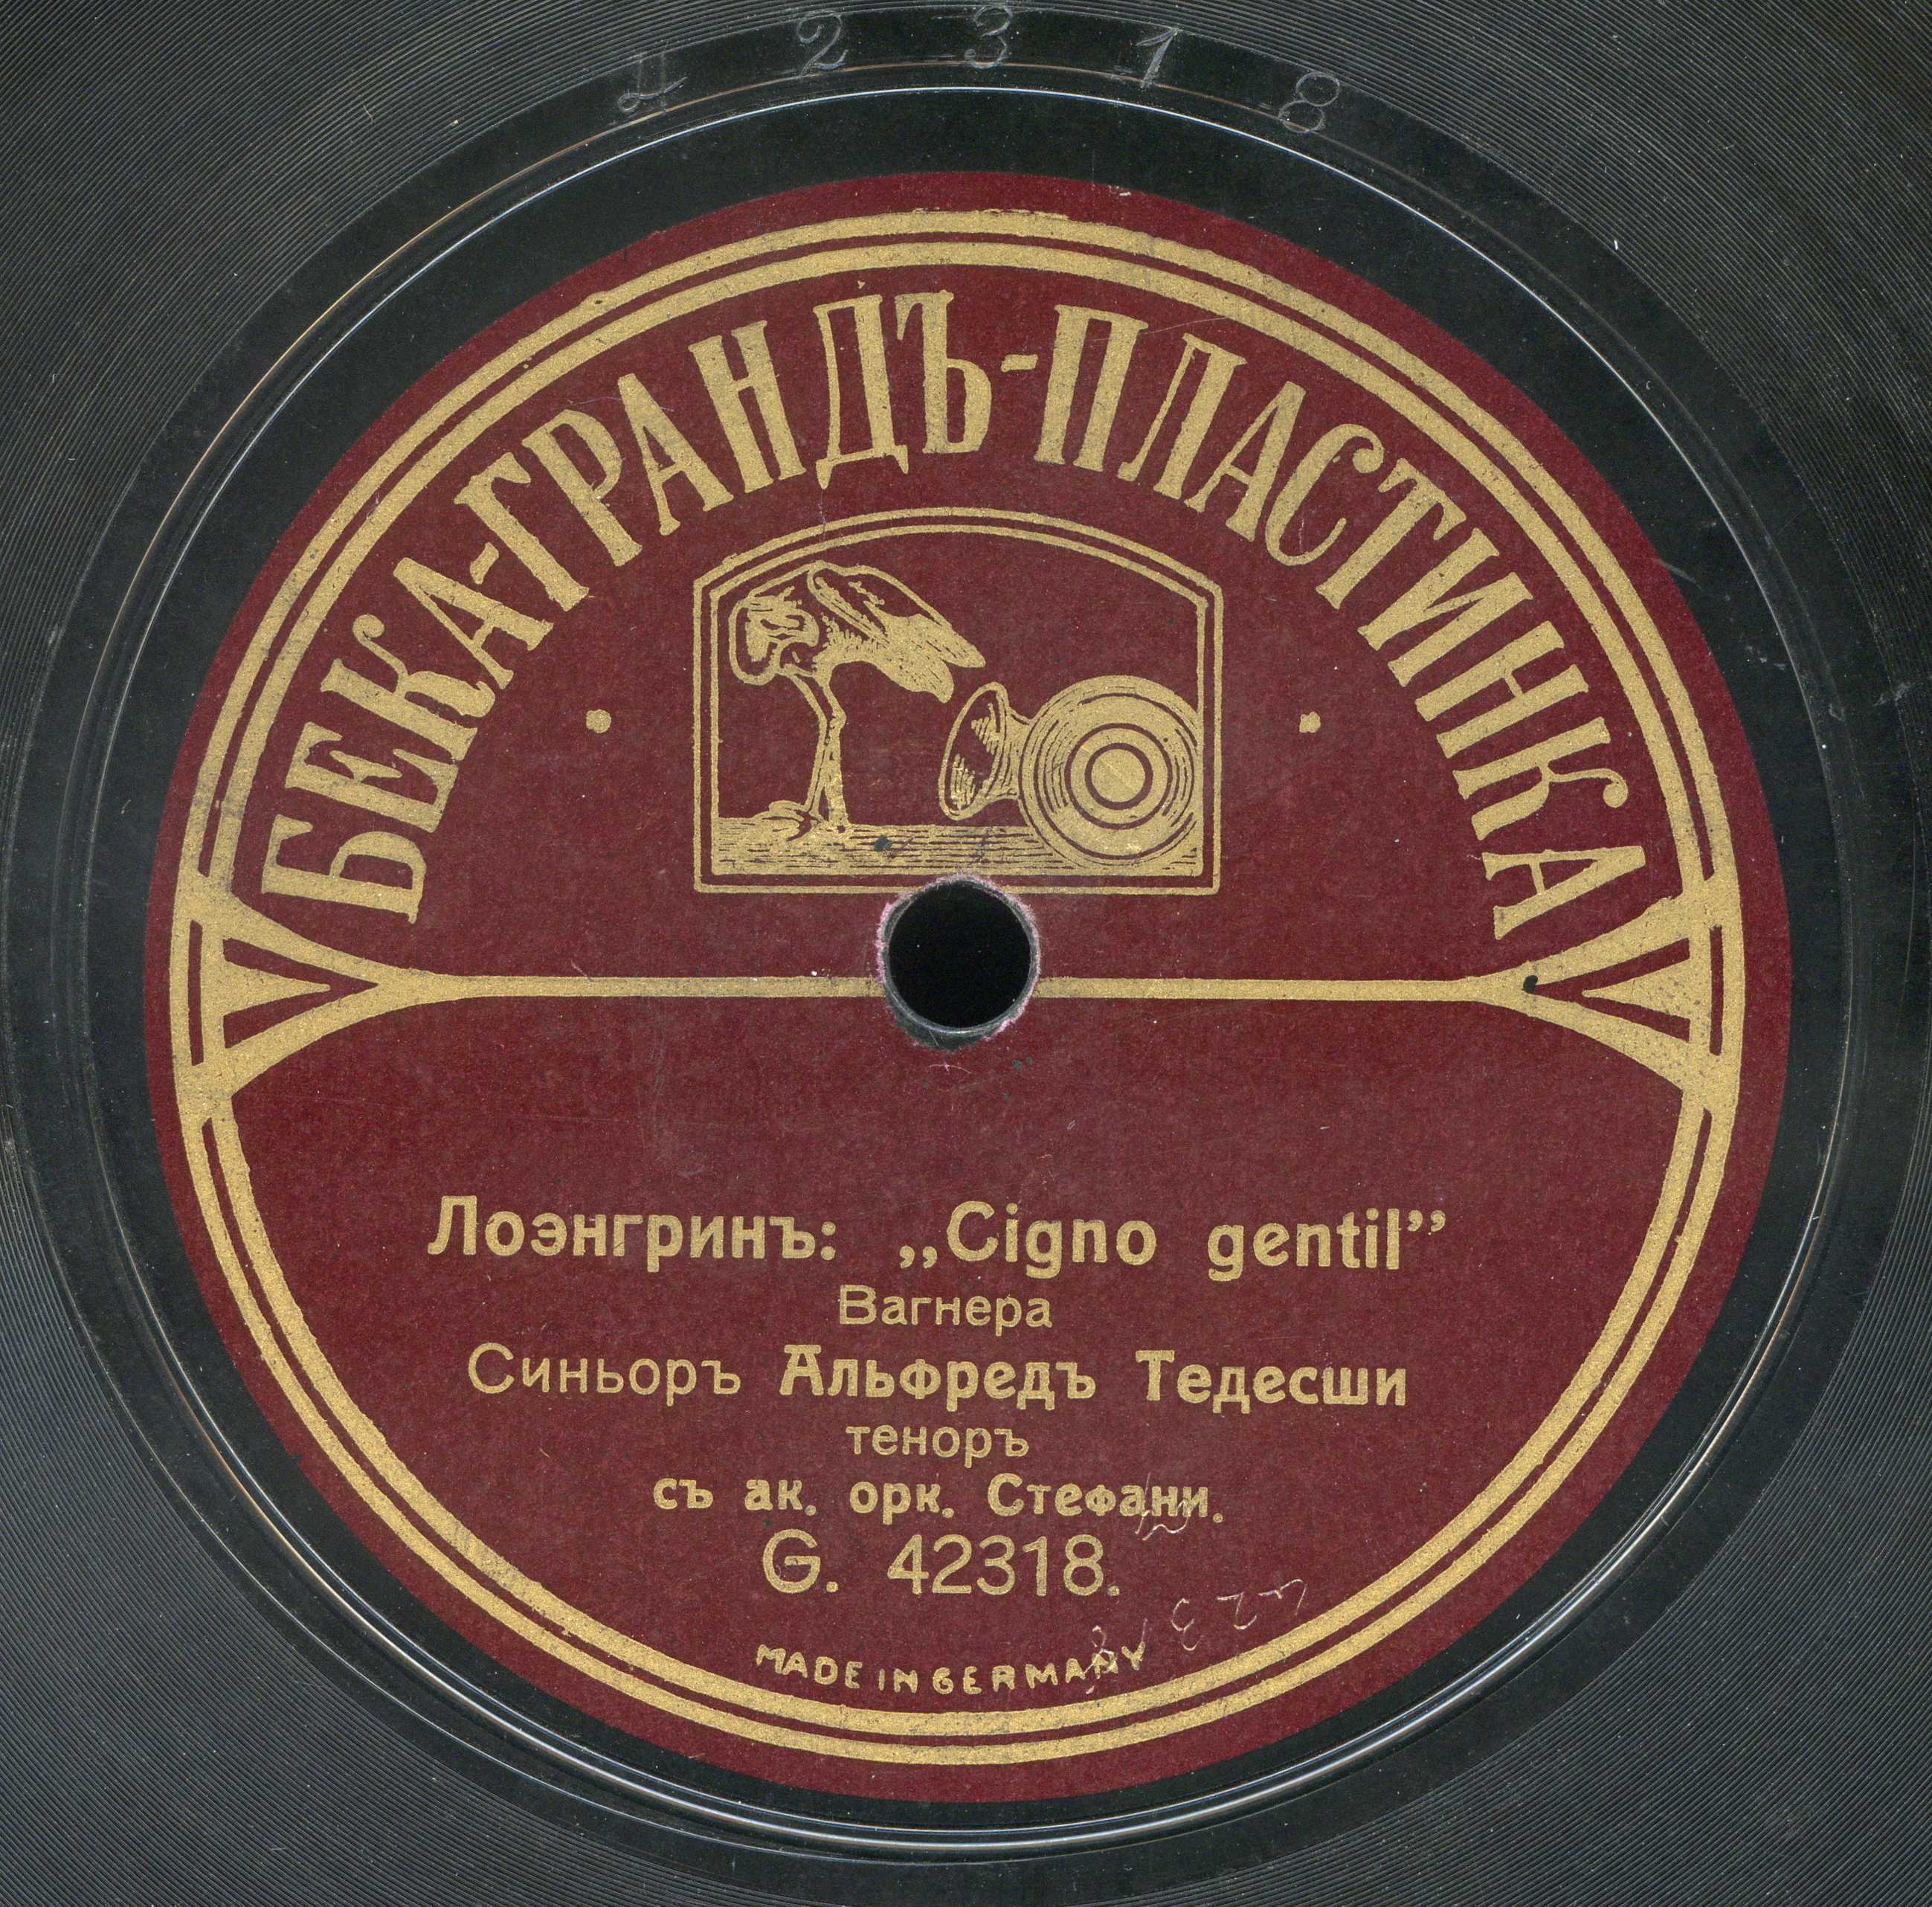 4 2 3 1 8
БЕКА-ГРАНДЪ-ПЛАСТИНКА
Лоэнгринъ: „Cigno gentil”
Вагнера
Синьоръ Альфредъ Тедесши
теноръ
съ ак. орк. Стефани.
G. 42318.
MADE IN GERMANY